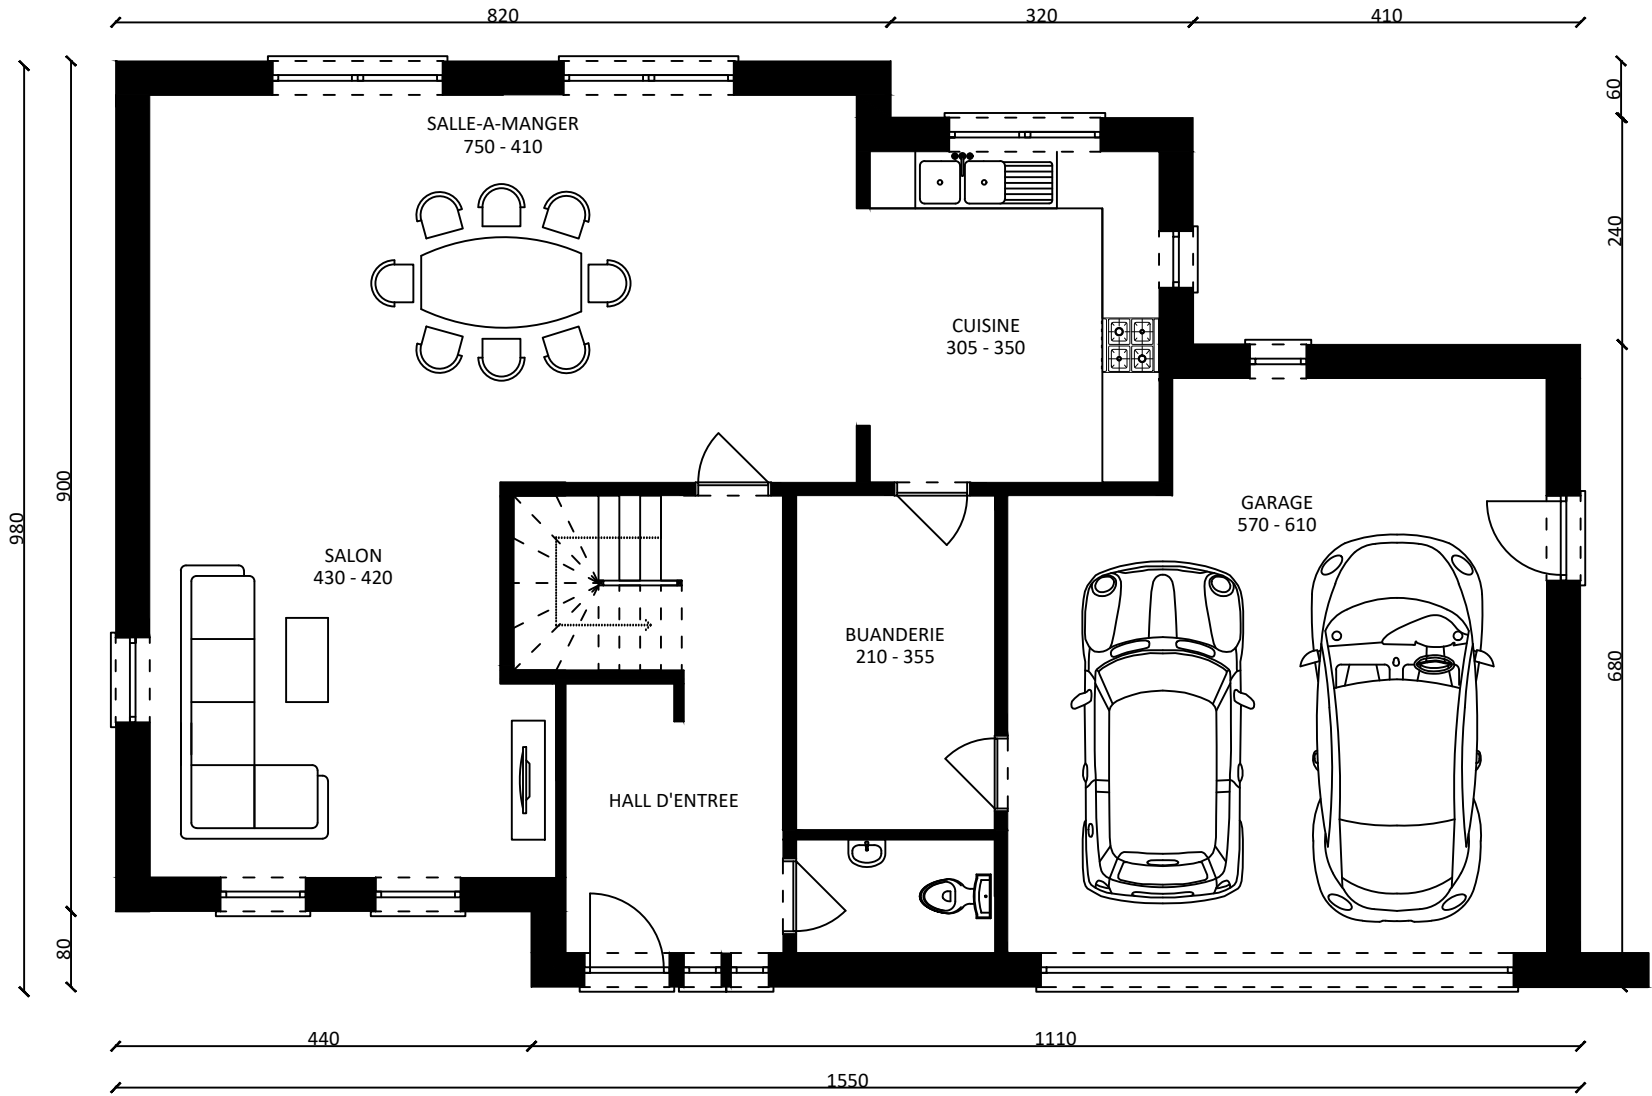 820
320
410
60
240
680
980
900
80
SALLE-A-MANGER
750 - 410
CUISINE
305 - 350
GARAGE
570 - 610
SALON
430 - 420
BUANDERIE
210 - 355
HALL D'ENTREE
440
1110
1550